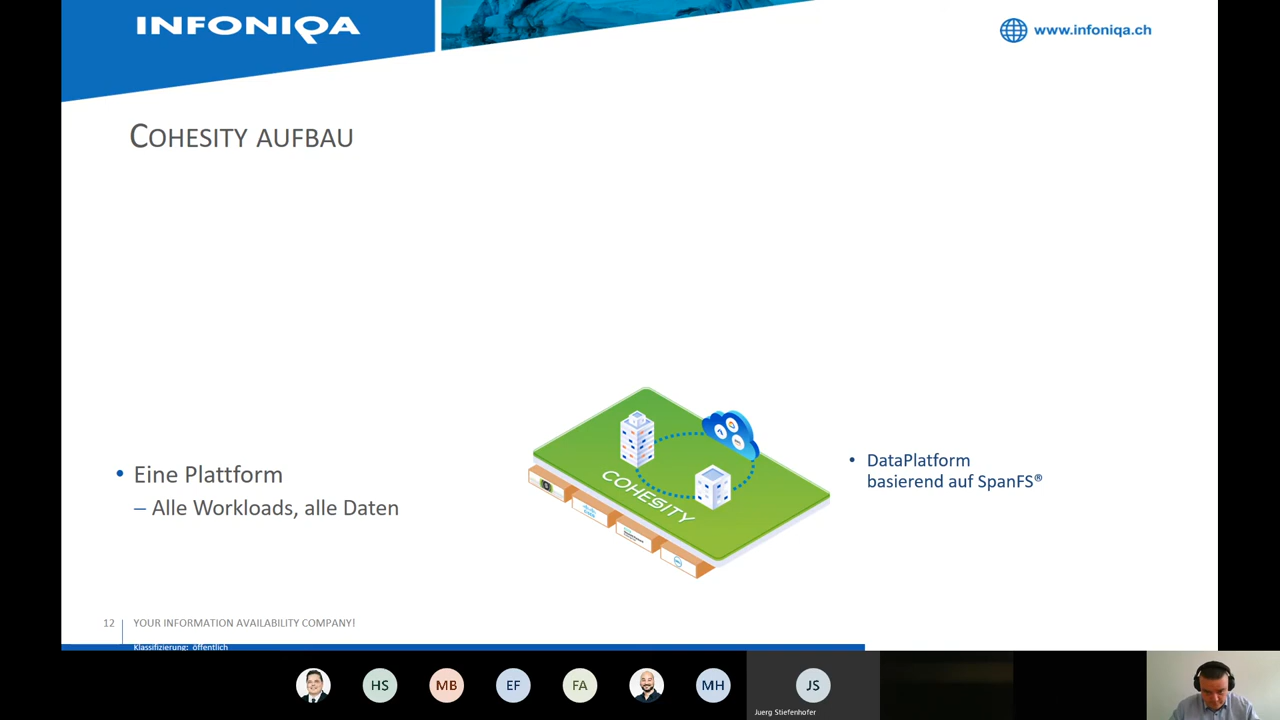 INFONIQA
www.infoniqa.ch
COHESITY AUFBAU
• Eine Plattform
– Alle Workloads, alle Daten
COHESITY
• DataPlatform
basierend auf SpanFS®
12
YOUR INFORMATION AVAILABILITY COMPANY!
Klassifizierung: öffentlich
HS
MB
EF
FA
MH
JS
Juerg Stiefenhofer